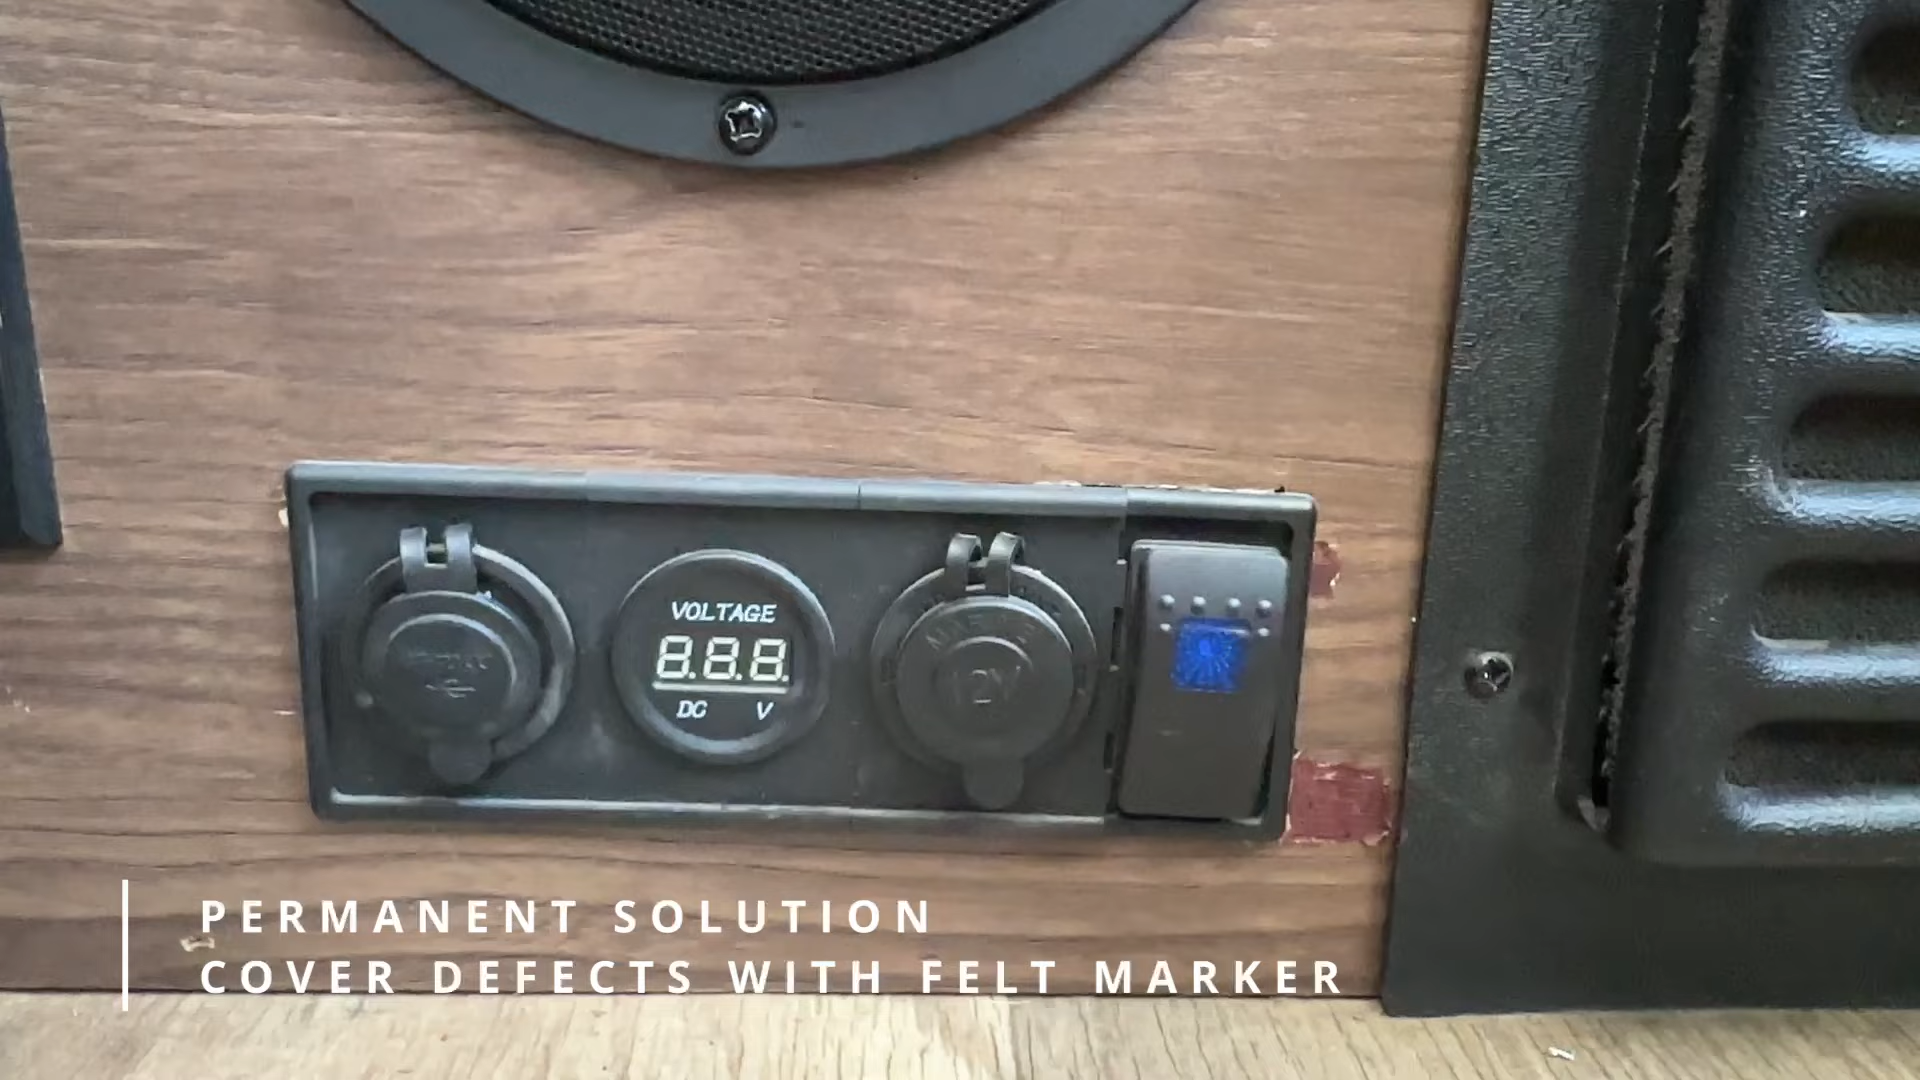 VOLTAGE
8.8.8.
DC V
12V
PERMANENT SOLUTION
COVER DEFECTS WITH FELT MARKER